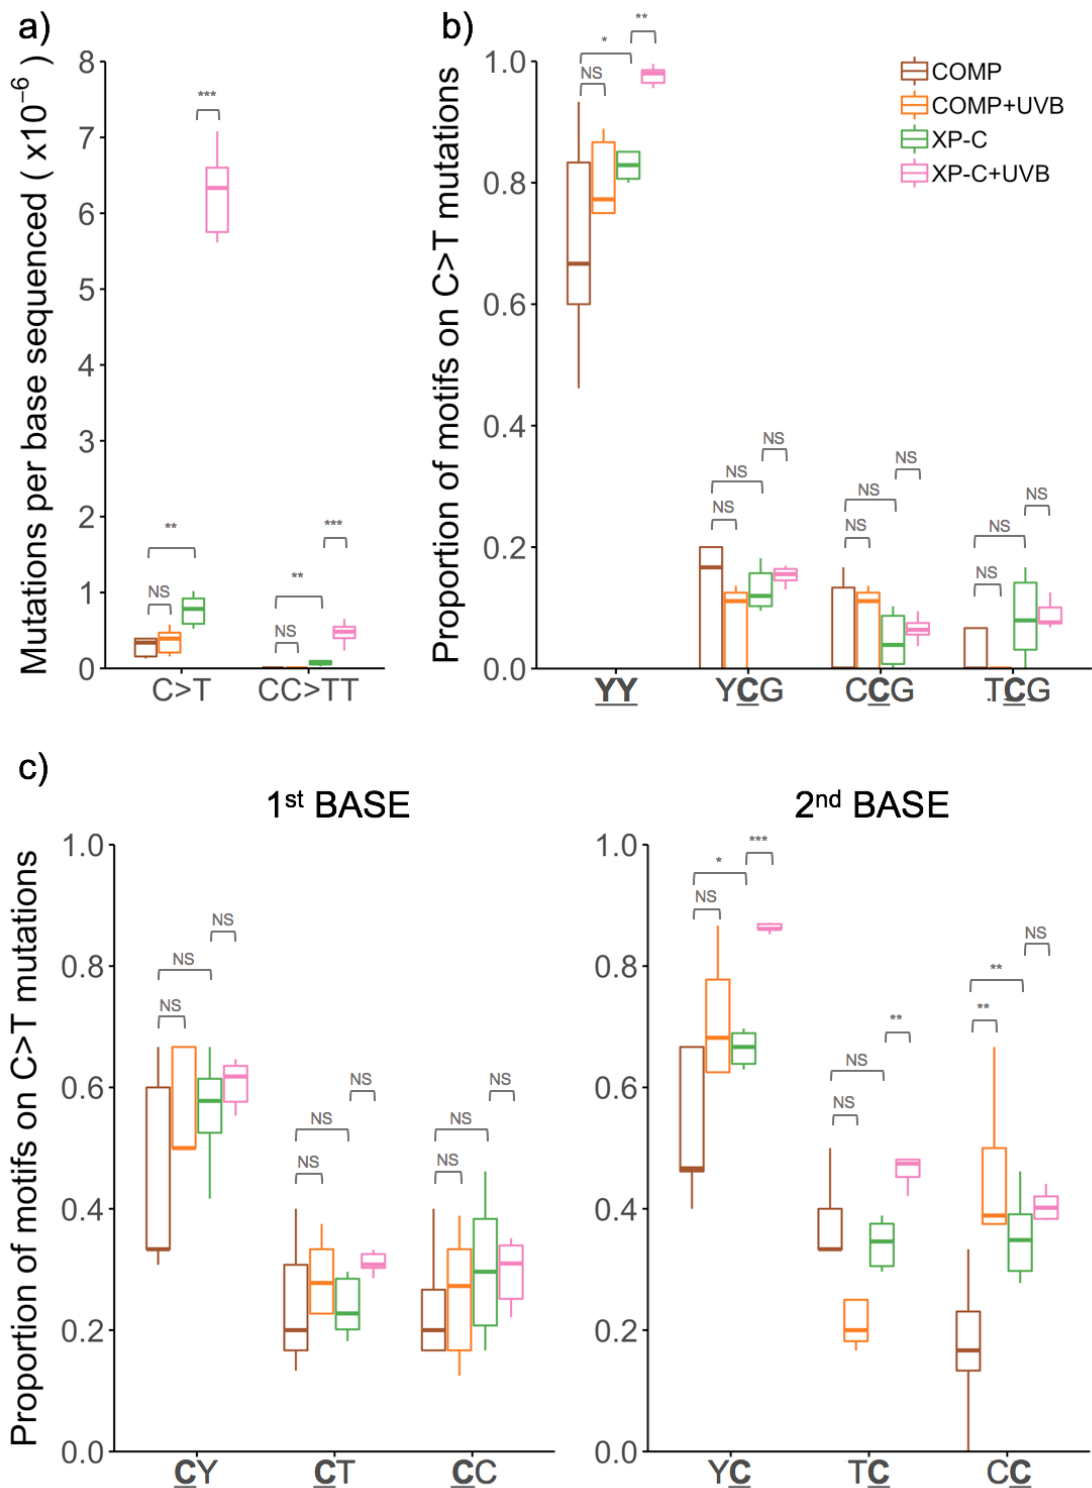 a)
Mutations per base sequenced ( x10⁻⁶)
8
7
6
5
4
3
2
1
0
***
**
NS
***
**
NS
C>T
CC>TT
b)
Proportion of motifs on C>T mutations
1.0
0.8
0.6
0.4
0.2
0.0
**
*
NS
NS
NS
NS
NS
NS
NS
NS
NS
NS
YY
YCG
CCG
TCG
COMP
COMP+UVB
XP-C
XP-C+UVB
c)
1st BASE
Proportion of motifs on C>T mutations
1.0
0.8
0.6
0.4
0.2
0.0
NS
NS
NS
NS
NS
NS
NS
NS
NS
CY
CT
CC
2nd BASE
1.0
0.8
0.6
0.4
0.2
0.0
***
*
NS
**
NS
NS
NS
**
**
YC
TC
CC